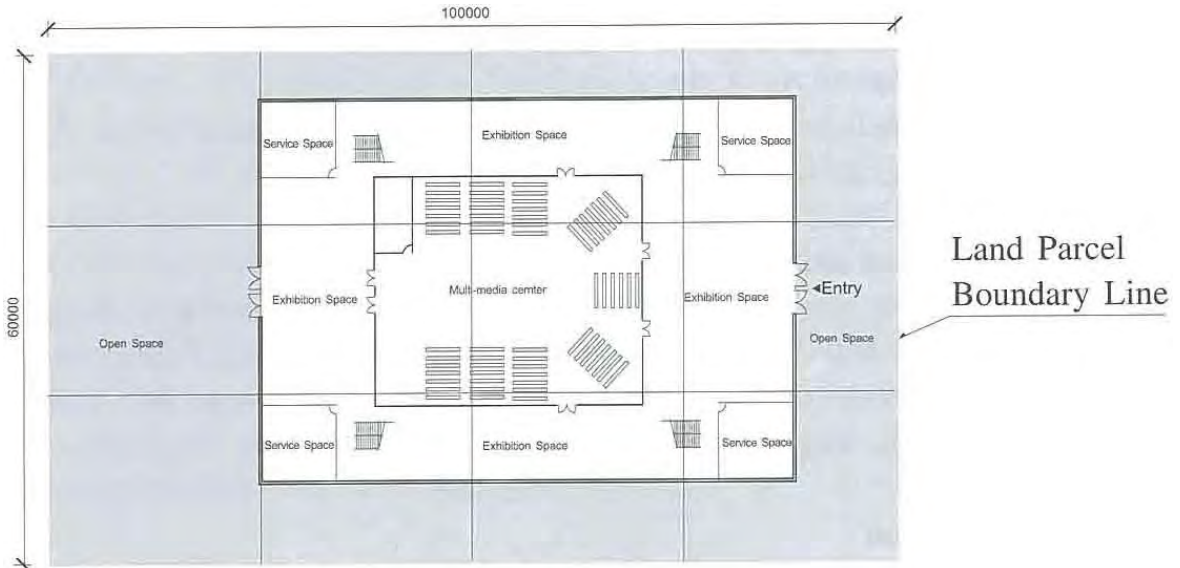 100000
60000
Service Space
Exhibition Space
Service Space
Land Parcel
Boundary Line
Exhibition Space
Mult-media cemter
Exhibition Space
◄Entry
Open Space
Open Space
Service Space
Exhibition Space
Service Space